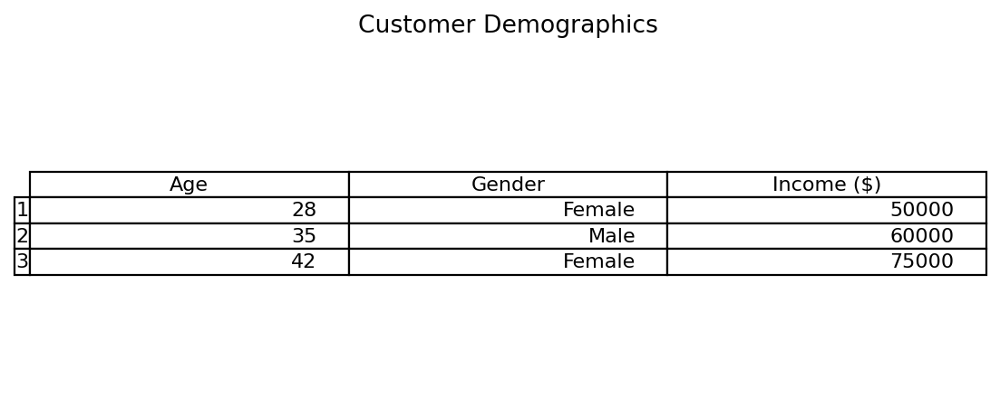 Customer Demographics
Age Gender Income ($)
1 28 Female 50000
2 35 Male 60000
3 42 Female 75000